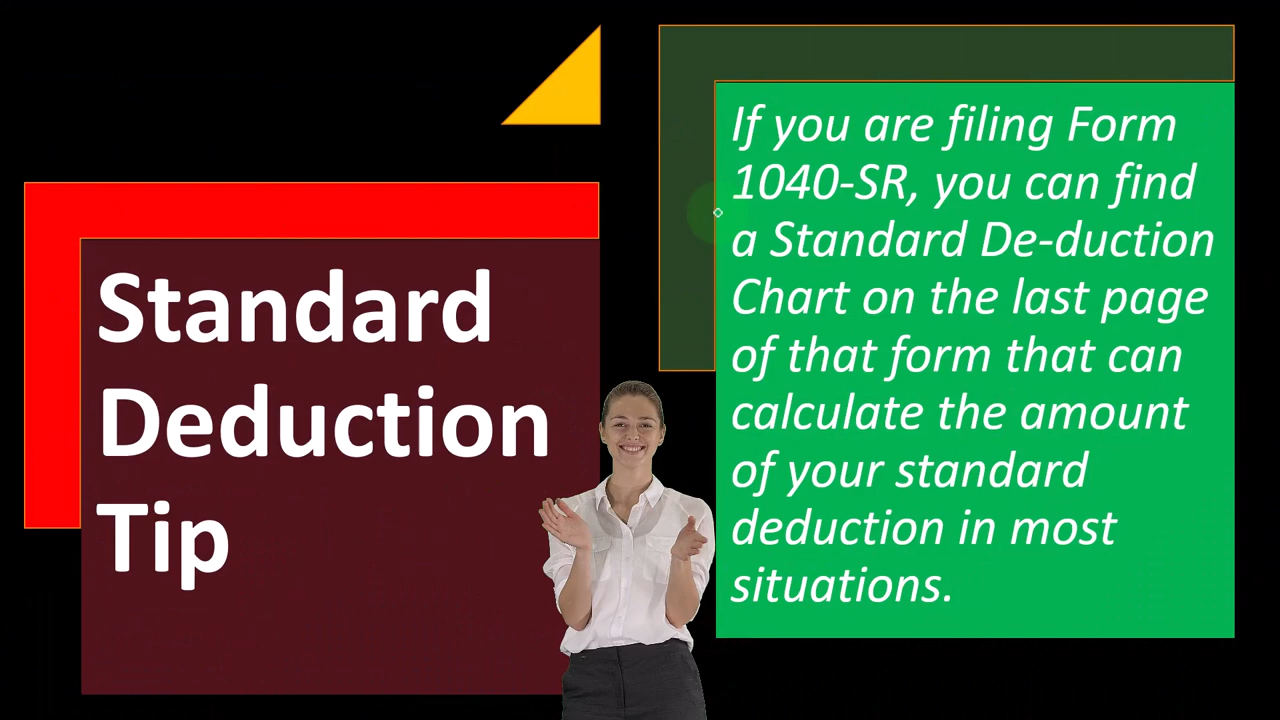 Standard
Deduction
Tip
If you are filing Form
1040-SR, you can find
a Standard De-duction
Chart on the last page
of that form that can
calculate the amount
of your standard
deduction in most
situations.